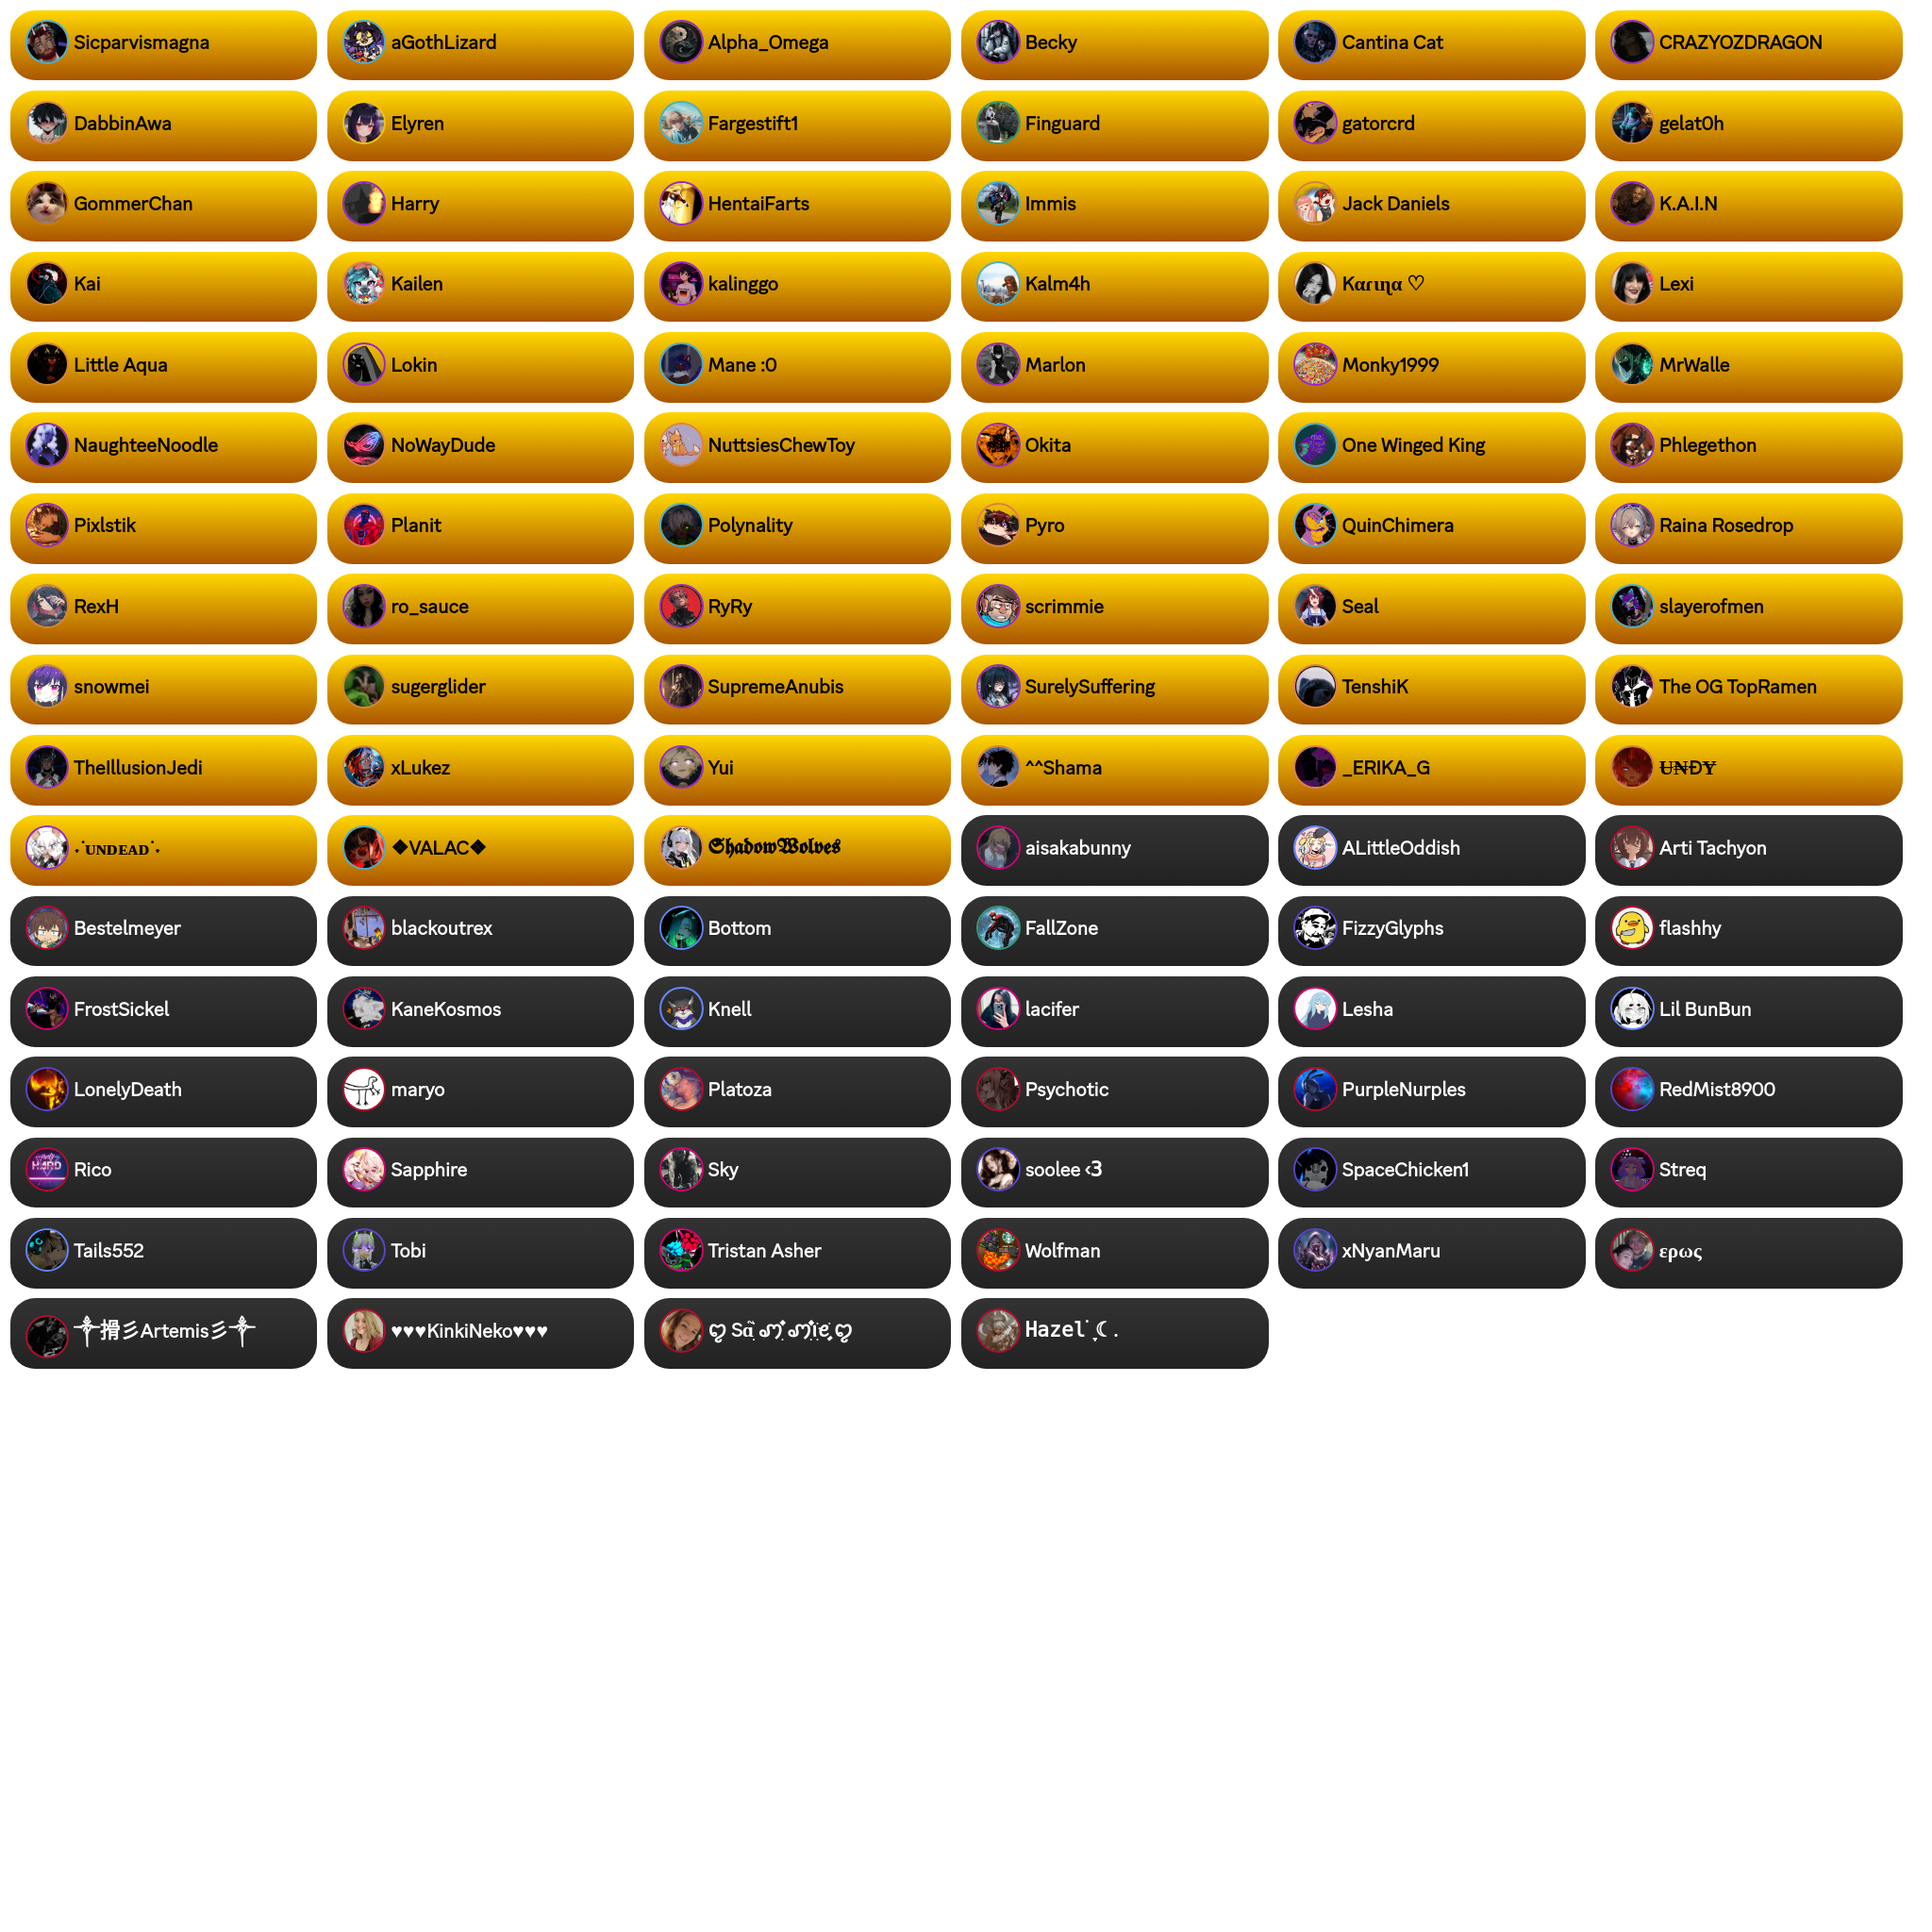 Sicparvismagna
aGothLizard
Alpha_Omega
Becky
Cantina Cat
CRAZYOZDRAGON
DabbinAwa
Elyren
Fargestift1
Finguard
gatorcrd
gelat0h
GommerChan
Harry
HentaiFarts
Immis
Jack Daniels
K.A.I.N
Kai
Kailen
kalinggo
Kalm4h
Kαɾιɳα ♡
Lexi
Little Aqua
Lokin
Mane :0
Marlon
Monky1999
MrWalle
NaughteeNoodle
NoWayDude
NuttsiesChewToy
Okita
One Winged King
Phlegethon
Pixlstik
Planit
Polynality
Pyro
QuinChimera
Raina Rosedrop
RexH
ro_sauce
RyRy
scrimmie
Seal
slayerofmen
snowmei
sugerglider
SupremeAnubis
SurelySuffering
TenshiK
The OG TopRamen
TheIllusionJedi
xLukez
Yui
^^Shama
_ERIKA_G
U̶N̶D̶Y̶
˖˙ᴜɴᴅᴇᴀᴅ˙˖
❖VALAC❖
𝕾𝖍𝖆𝖉𝖔𝖜𝖂𝖔𝖑𝖛𝖊𝖘
aisakabunny
ALittleOddish
Arti Tachyon
Bestelmeyer
blackoutrex
Bottom
FallZone
FizzyGlyphs
flashhy
FrostSickel
KaneKosmos
Knell
lacifer
Lesha
Lil BunBun
LonelyDeath
maryo
Platoza
Psychotic
PurpleNurples
RedMist8900
Rico
HARD
Sapphire
Sky
soolee <3
SpaceChicken1
Streq
Tails552
Tobi
Tristan Asher
Wolfman
xNyanMaru
ερως
彡Artemis彡
♥♥♥KinkiNeko♥♥♥
Hazel ☾.